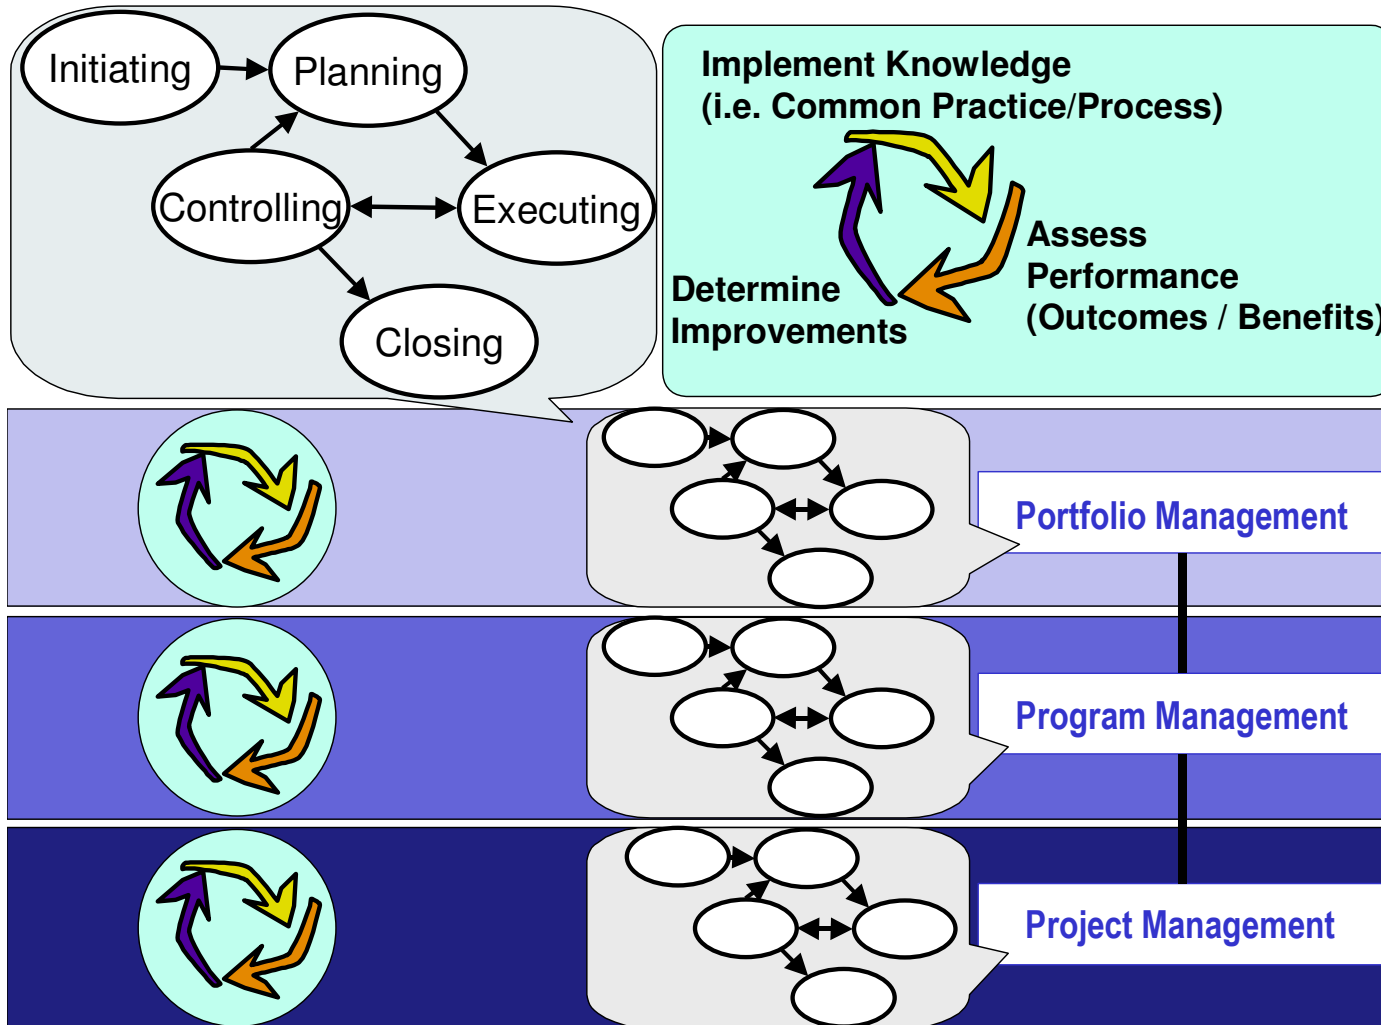 Initiating
Planning
Controlling
Executing
Closing
Implement Knowledge
(i.e. Common Practice/Process)
Assess
Performance
(Outcomes / Benefits)
Determine
Improvements
Portfolio Management
Program Management
Project Management